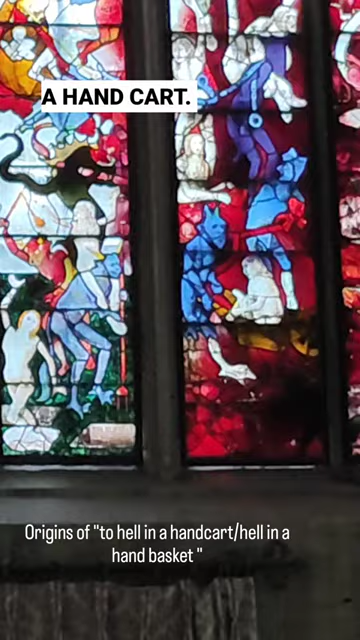 A HAND CART.
Origins of "to hell in a handcart/hell in a
hand basket "